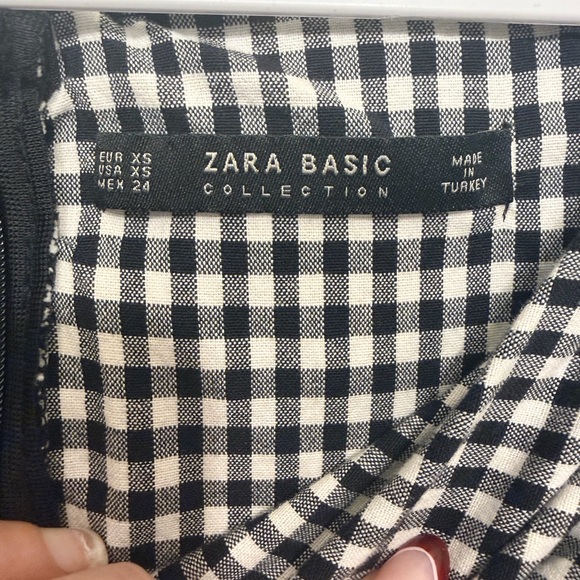 EUR XS
USA XS
MEX 24
ZARA BASIC
COLLECTION
MADE
IN
TURKEY